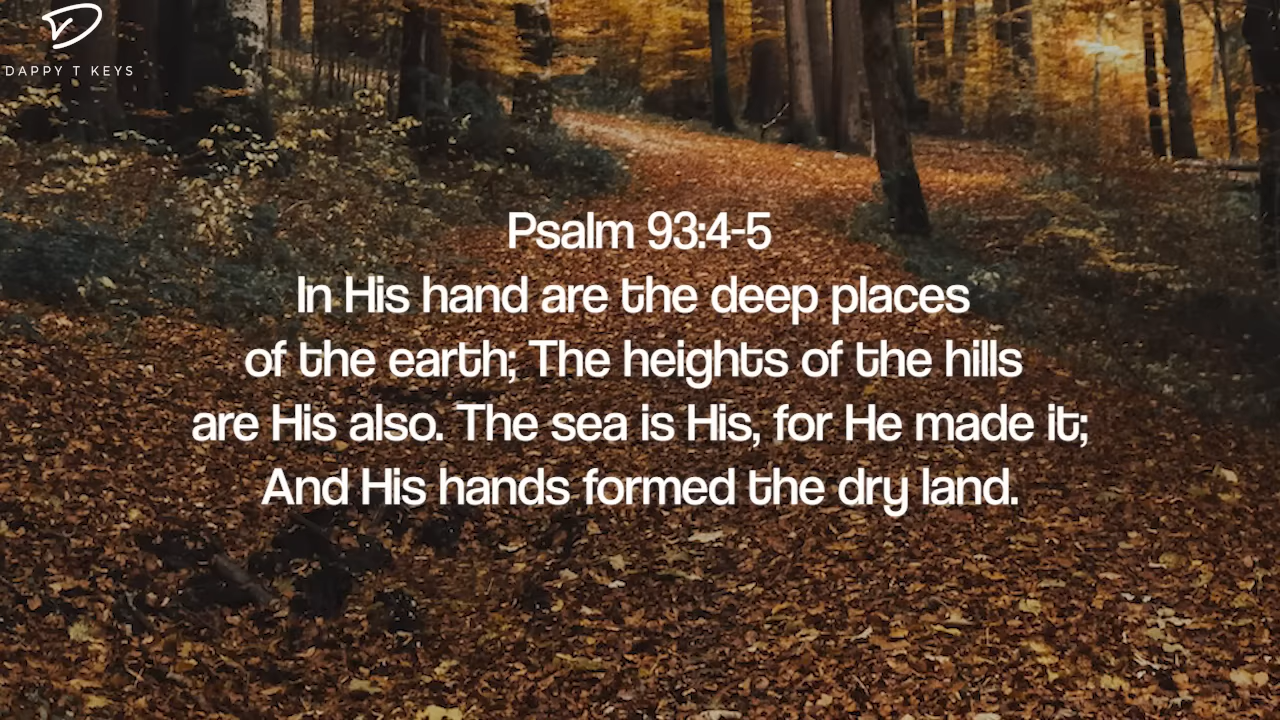 DAPPY T KEYS
Psalm 93:4-5
In His hand are the deep places
of the earth; The heights of the hills
are His also. The sea is His, for He made it;
And His hands formed the dry land.